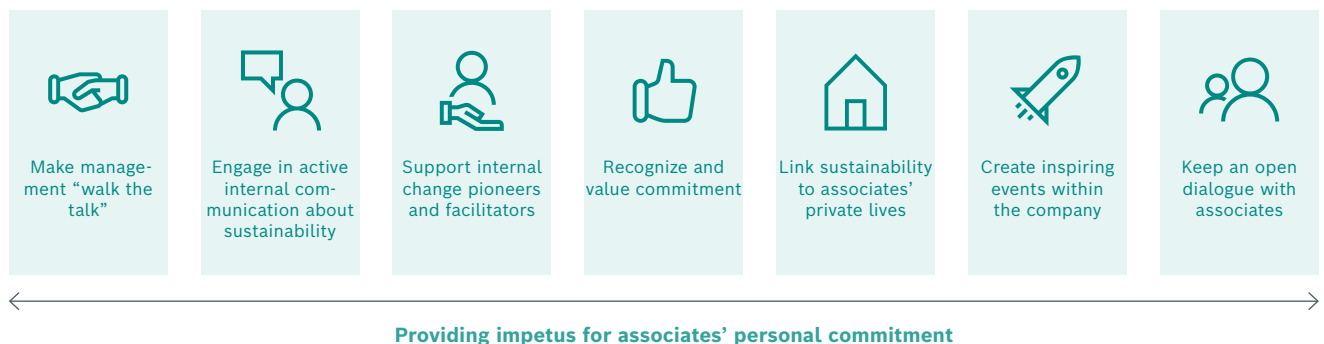 Make manage-
ment “walk the
talk”
Engage in active
internal com-
munication about
sustainability
Support internal
change pioneers
and facilitators
Recognize and
value commitment
Link sustainability
to associates’
private lives
Create inspiring
events within
the company
Keep an open
dialogue with
associates
Providing impetus for associates’ personal commitment